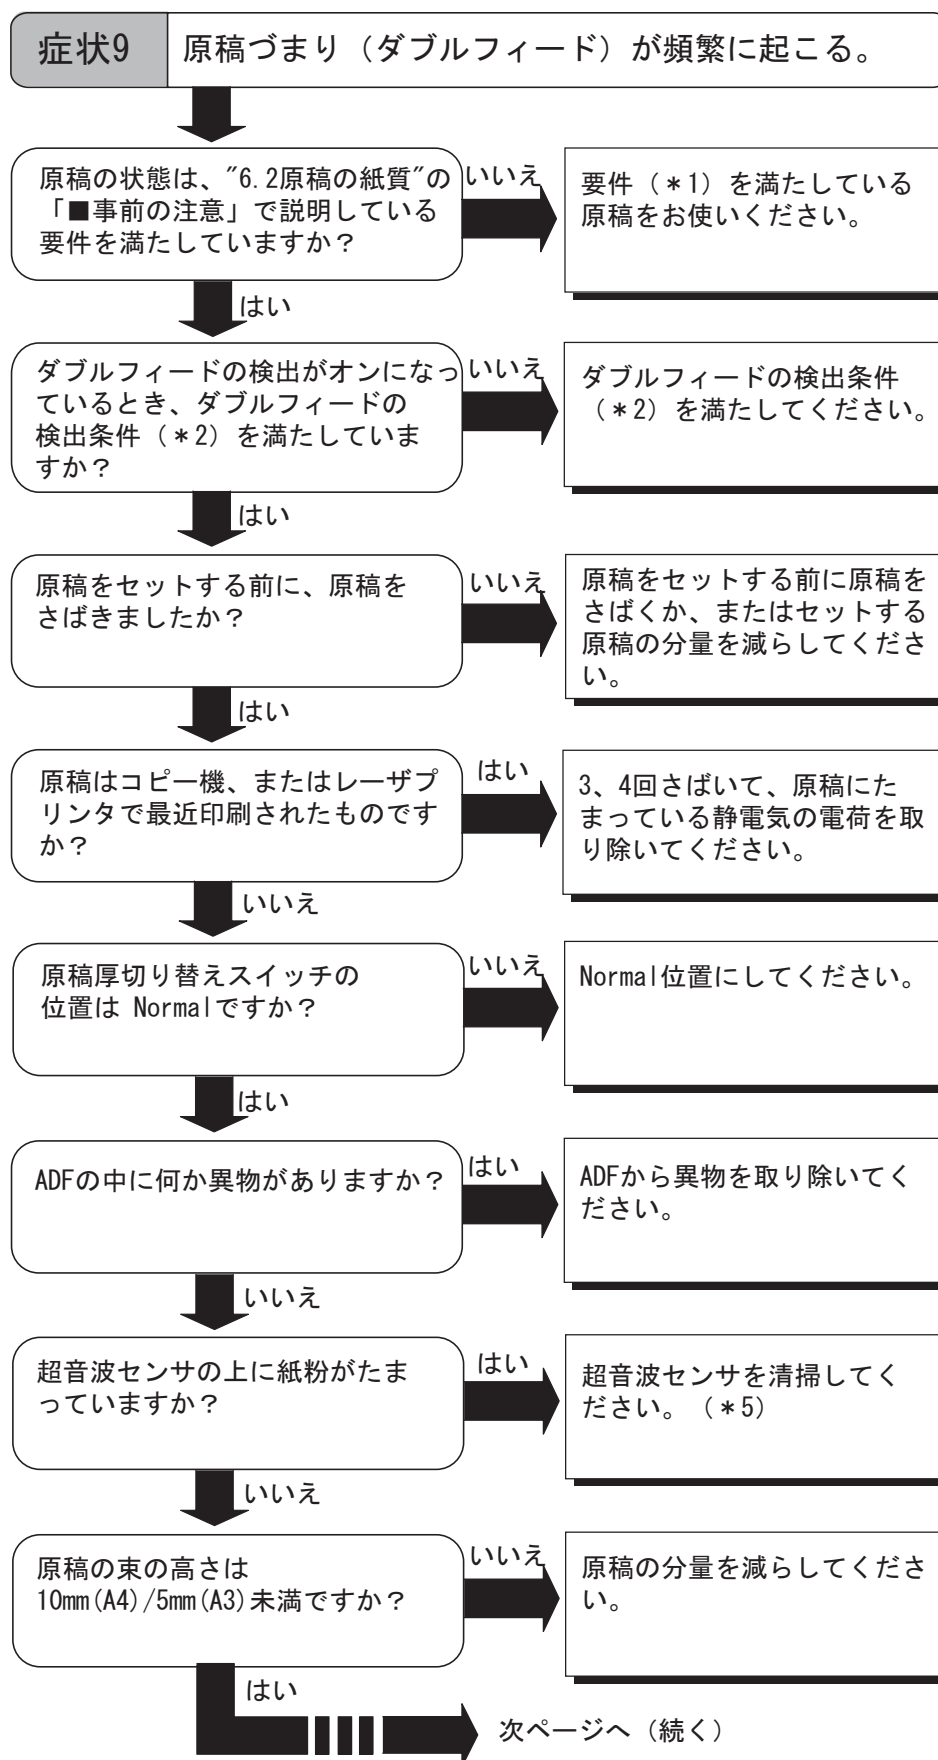 症状9 原稿づまり（ダブルフィード）が頻繁に起こる。
原稿の状態は、"6.2原稿の紙質"の
「■事前の注意」で説明している
要件を満たしていますか？
いいえ
要件（＊1）を満たしている
原稿をお使いください。
はい
ダブルフィードの検出がオンになっ
ているとき、ダブルフィードの
検出条件（＊2）を満たしていま
すか？
いいえ
ダブルフィードの検出条件
（＊2）を満たしてください。
はい
原稿をセットする前に、原稿を
さばきましたか？
いいえ
原稿をセットする前に原稿を
さばくか、またはセットする
原稿の分量を減らしてくださ
い。
はい
原稿はコピー機、またはレーザプ
リンタで最近印刷されたものです
か？
はい
3、4回さばいて、原稿にた
まっている静電気の電荷を取
り除いてください。
いいえ
原稿厚切り替えスイッチの
位置は Normalですか？
いいえ
Normal位置にしてください。
はい
ADFの中に何か異物がありますか？
はい
ADFから異物を取り除いてく
ださい。
いいえ
超音波センサの上に紙粉がたま
っていますか？
はい
超音波センサを清掃してく
ださい。（＊5）
いいえ
原稿の束の高さは
10mm(A4)/5mm(A3)未満ですか？
いいえ
原稿の分量を減らしてくださ
い。
はい
次ページへ（続く）